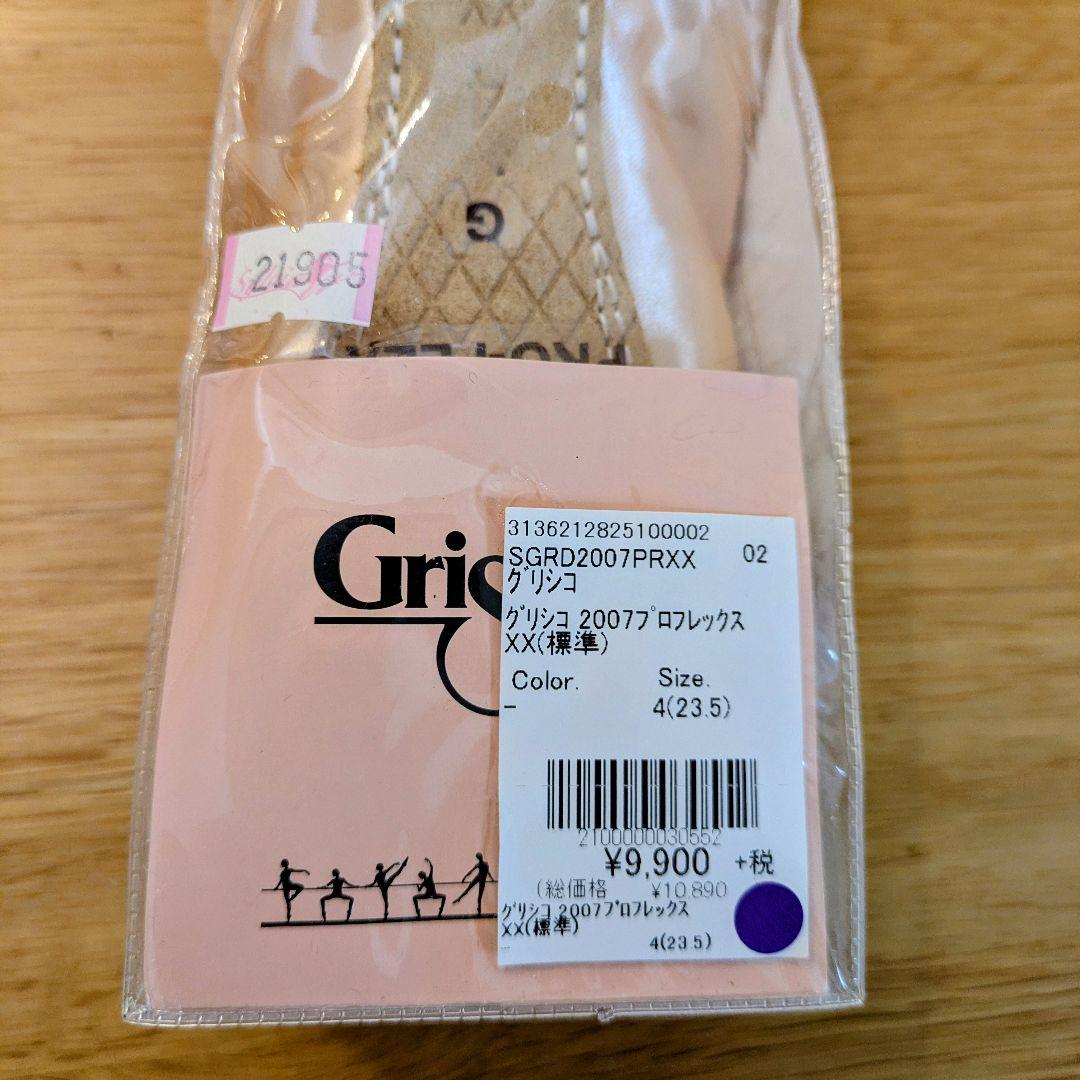 XX
G
21905
PRO-FLEX
Gris
3136212825100002
SGRD2007PRXX 02
グリシコ
グリシコ 2007プロフレックス
XX(標準)
Color. Size.
- 4(23.5)
2100000030552
¥9,900 +税
(総価格 ¥10,890
グリシコ 2007プロフレックス
XX(標準)
- 4(23.5)